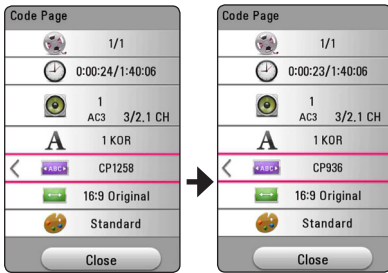 Code Page
1/1
0:00:24/1:40:06
1
AC3 3/2.1 CH
A 1 KOR
ABC CP1258
16:9 Original
Standard
Close
Code Page
1/1
0:00:23/1:40:06
1
AC3 3/2.1 CH
A 1 KOR
ABC CP936
16:9 Original
Standard
Close